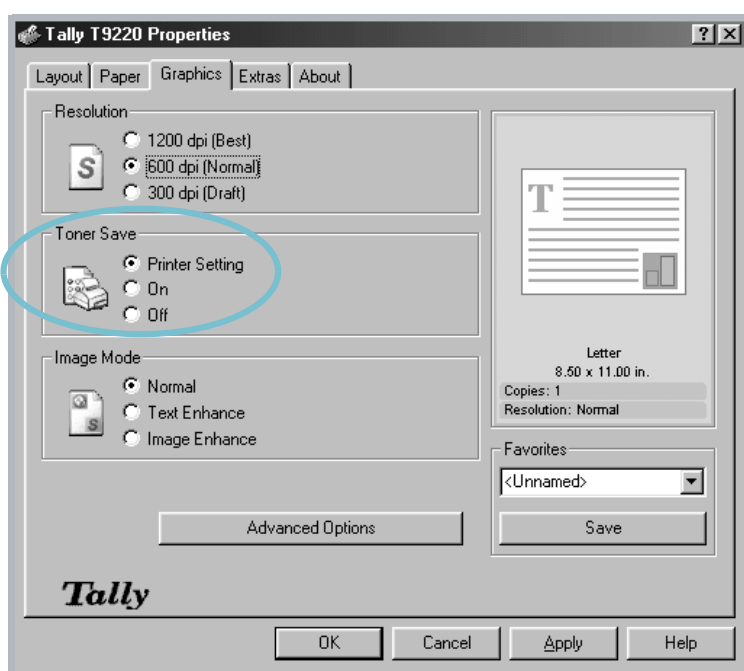 Tally T9220 Properties
Layout Paper Graphics Extras About
Resolution
1200 dpi (Best)
600 dpi (Normal)
300 dpi (Draft)
Toner Save
Printer Setting
On
Off
Image Mode
Normal
Text Enhance
Image Enhance
Advanced Options
T
Letter
8.50 x 11.00 in.
Copies: 1
Resolution: Normal
Favorites
<Unnamed>
Save
Tally
OK Cancel Apply Help